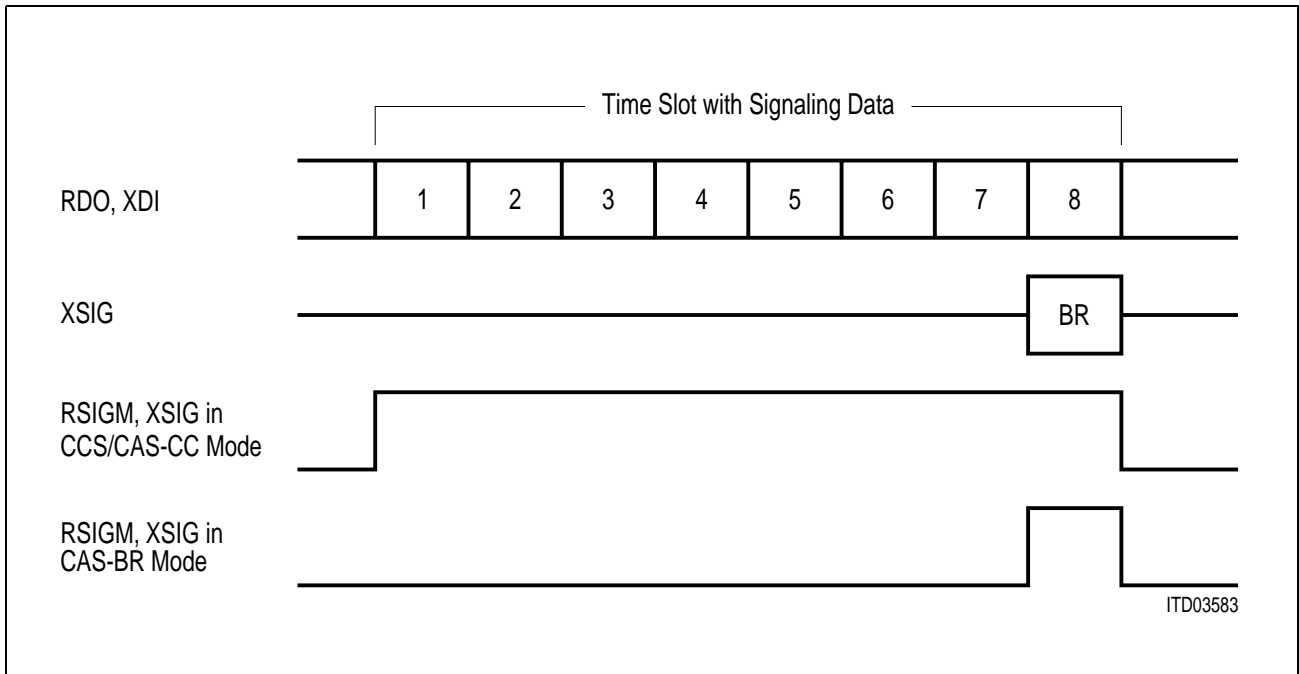 Time Slot with Signaling Data
RDO, XDI 1 2 3 4 5 6 7 8
XSIG BR
RSIGM, XSIG in
CCS/CAS-CC Mode
RSIGM, XSIG in
CAS-BR Mode
ITD03583